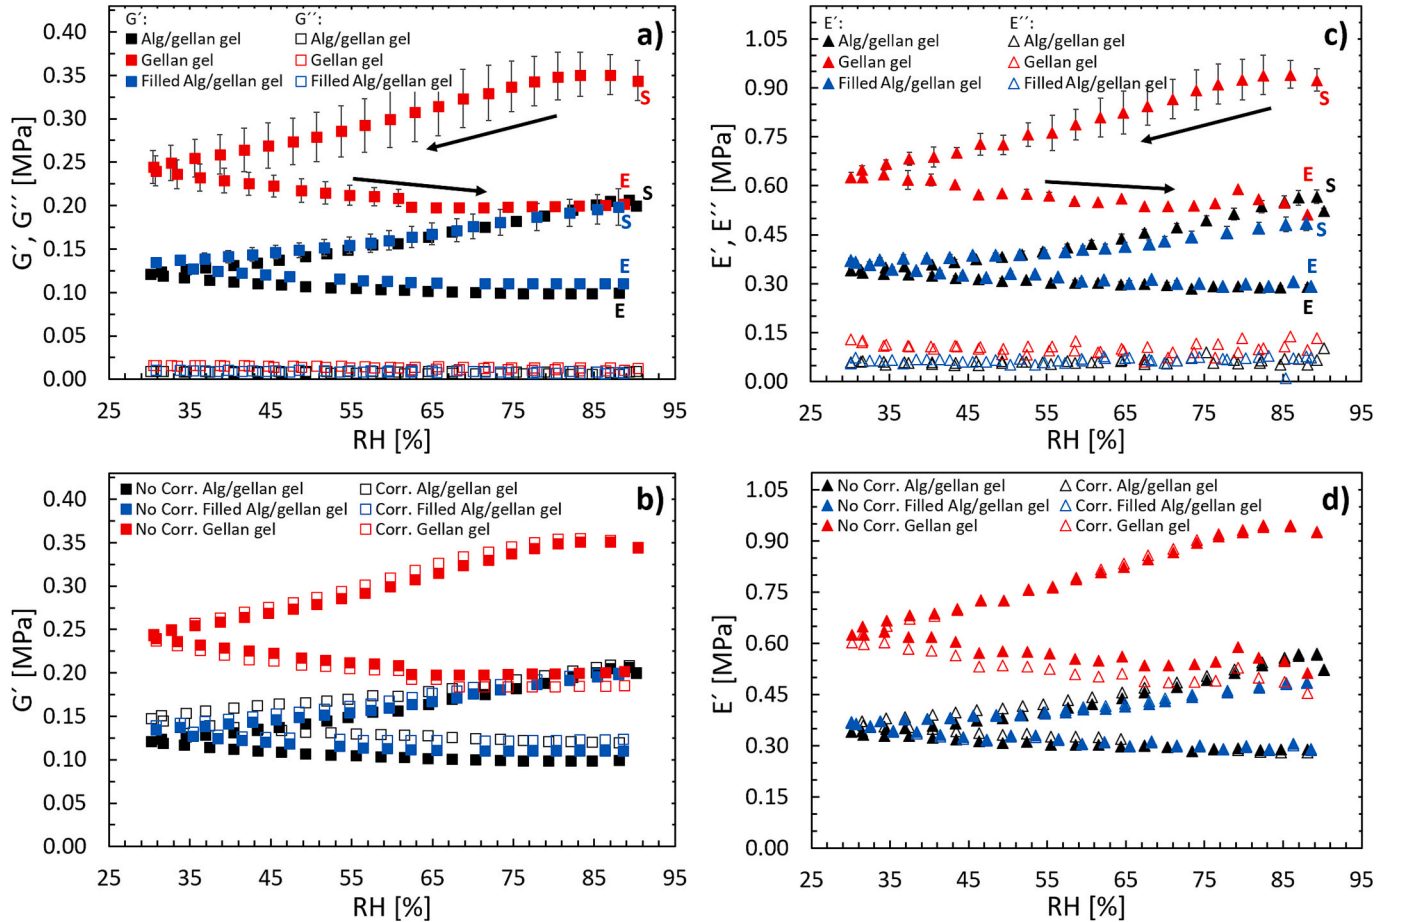 G´: G´´:
Alg/gellan gel Alg/gellan gel
Gellan gel Gellan gel
Filled Alg/gellan gel Filled Alg/gellan gel
a)
G´, G´´ [MPa]
0.40
0.35
0.30
0.25
0.20
0.15
0.10
0.05
0.00
S
E
S
S
E
E
25 35 45 55 65 75 85 95
RH [%]
E´: E´´:
Alg/gellan gel Alg/gellan gel
Gellan gel Gellan gel
Filled Alg/gellan gel Filled Alg/gellan gel
c)
E´, E´´ [MPa]
1.05
0.90
0.75
0.60
0.45
0.30
0.15
0.00
S
E
S
S
E
E
25 35 45 55 65 75 85 95
RH [%]
No Corr. Alg/gellan gel Corr. Alg/gellan gel
No Corr. Filled Alg/gellan gel Corr. Filled Alg/gellan gel
No Corr. Gellan gel Corr. Gellan gel
b)
G´ [MPa]
0.40
0.35
0.30
0.25
0.20
0.15
0.10
0.05
0.00
25 35 45 55 65 75 85 95
RH [%]
No Corr. Alg/gellan gel Corr. Alg/gellan gel
No Corr. Filled Alg/gellan gel Corr. Filled Alg/gellan gel
No Corr. Gellan gel Corr. Gellan gel
d)
E´ [MPa]
1.05
0.90
0.75
0.60
0.45
0.30
0.15
0.00
25 35 45 55 65 75 85 95
RH [%]